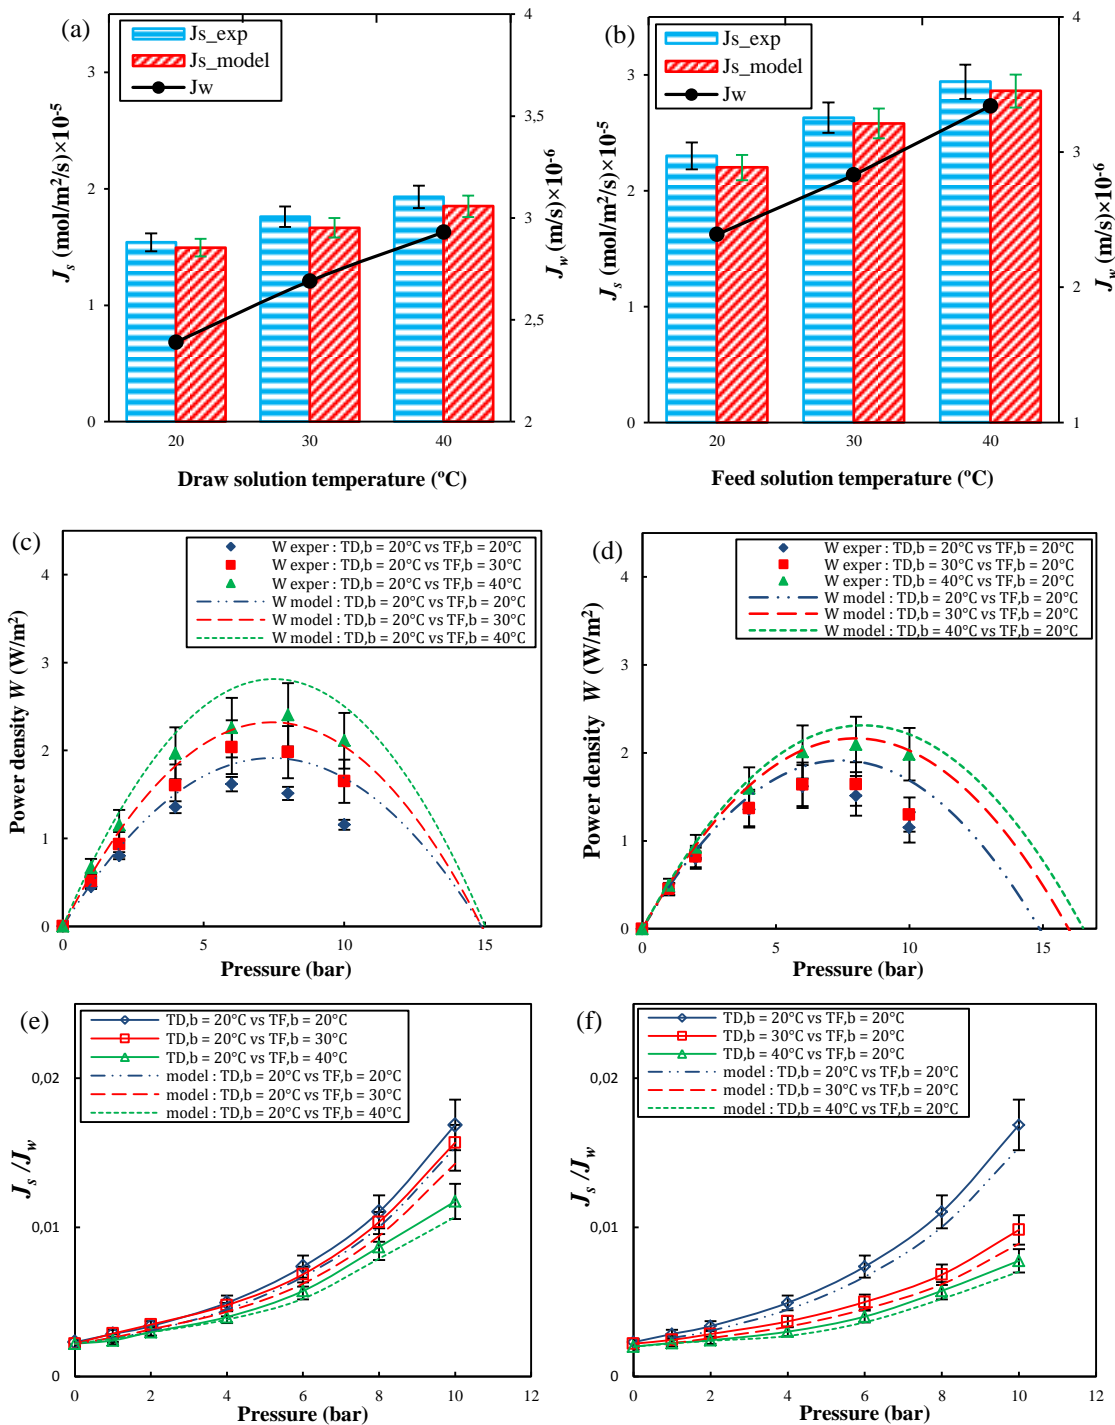 (a)
Js_exp
Js_model
Jw
4
3,5
3
2,5
2
3
2
1
0
20
30
40
Js (mol/m²/s)×10⁻⁵
Jw (m/s)×10⁻⁶
Draw solution temperature (ºC)
(b)
Js_exp
Js_model
Jw
4
3
2
1
3
2
1
0
20
30
40
Js (mol/m²/s)×10⁻⁵
Jw (m/s)×10⁻⁶
Feed solution temperature (ºC)
(c)
W exper : TD,b = 20°C vs TF,b = 20°C
W exper : TD,b = 20°C vs TF,b = 30°C
W exper : TD,b = 20°C vs TF,b = 40°C
W model : TD,b = 20°C vs TF,b = 20°C
W model : TD,b = 20°C vs TF,b = 30°C
W model : TD,b = 20°C vs TF,b = 40°C
4
3
2
1
0
0
5
10
15
Power density W (W/m²)
Pressure (bar)
(d)
W exper : TD,b = 20°C vs TF,b = 20°C
W exper : TD,b = 30°C vs TF,b = 20°C
W exper : TD,b = 40°C vs TF,b = 20°C
W model : TD,b = 20°C vs TF,b = 20°C
W model : TD,b = 30°C vs TF,b = 20°C
W model : TD,b = 40°C vs TF,b = 20°C
4
3
2
1
0
0
5
10
15
Power density W (W/m²)
Pressure (bar)
(e)
TD,b = 20°C vs TF,b = 20°C
TD,b = 20°C vs TF,b = 30°C
TD,b = 20°C vs TF,b = 40°C
model : TD,b = 20°C vs TF,b = 20°C
model : TD,b = 20°C vs TF,b = 30°C
model : TD,b = 20°C vs TF,b = 40°C
0,02
0,01
0
0
2
4
6
8
10
12
Js /Jw
Pressure (bar)
(f)
TD,b = 20°C vs TF,b = 20°C
TD,b = 30°C vs TF,b = 20°C
TD,b = 40°C vs TF,b = 20°C
model : TD,b = 20°C vs TF,b = 20°C
model : TD,b = 30°C vs TF,b = 20°C
model : TD,b = 40°C vs TF,b = 20°C
0,02
0,01
0
0
2
4
6
8
10
12
Js /Jw
Pressure (bar)